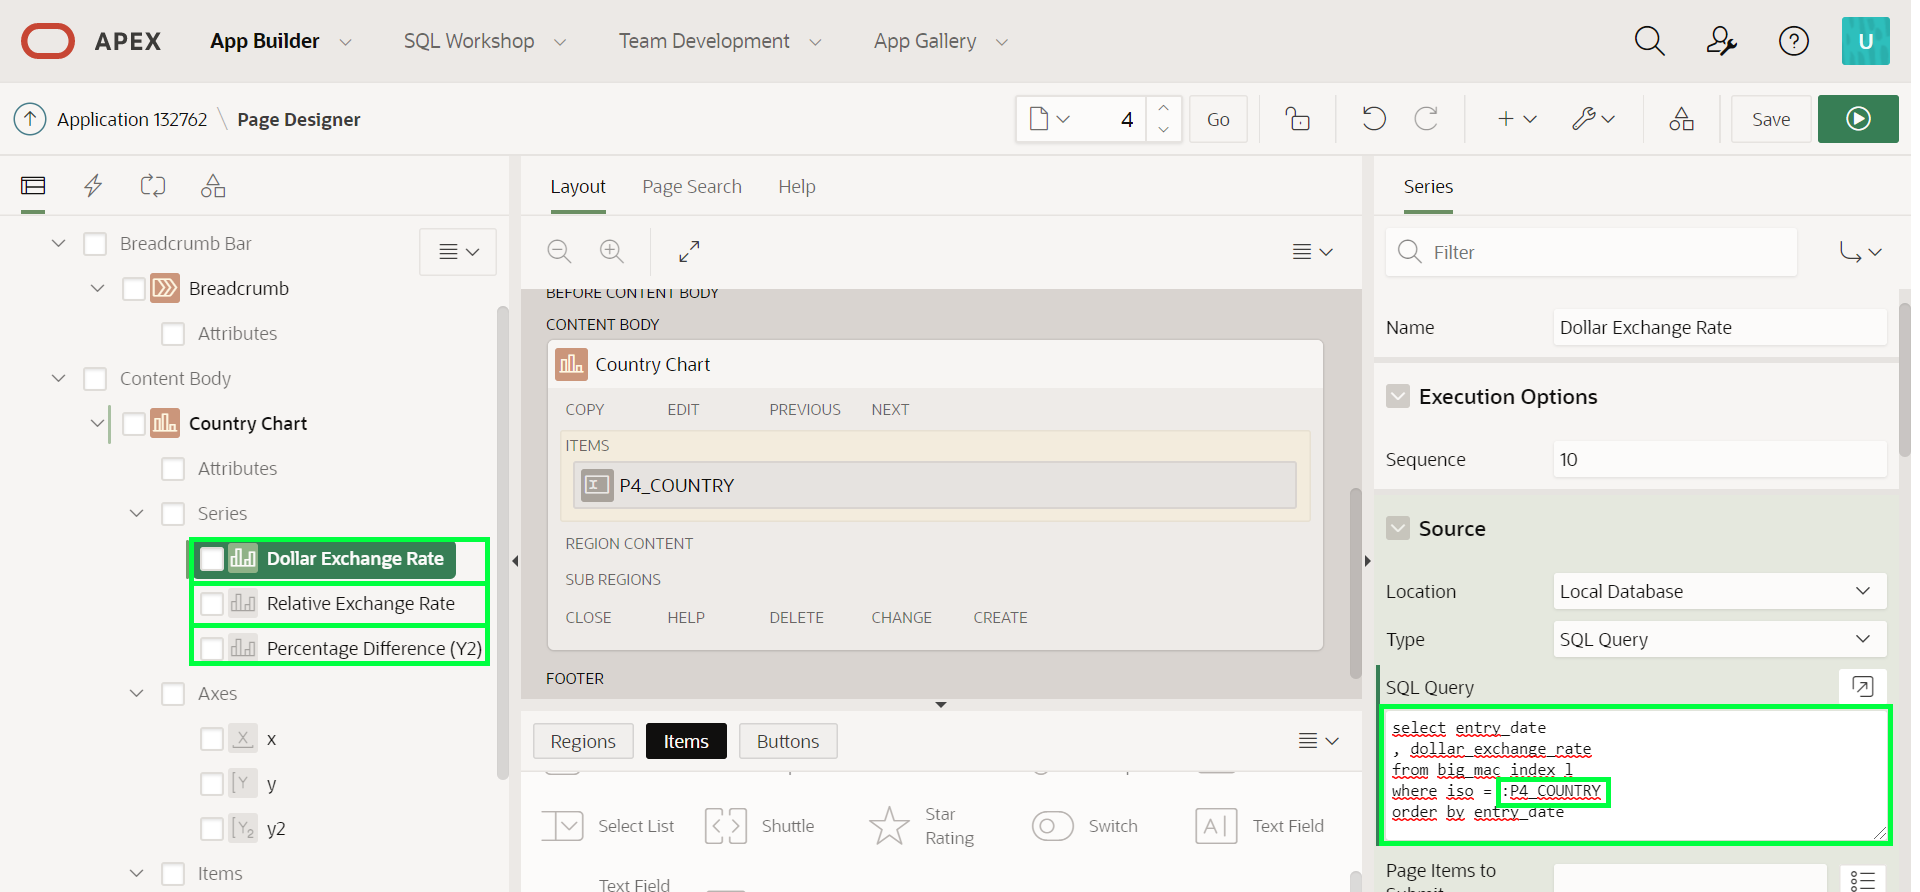 APEX App Builder SQL Workshop Team Development App Gallery U
Application 132762 \ Page Designer 4 Go Save
Breadcrumb Bar
Breadcrumb
Attributes
Content Body
Country Chart
Attributes
Series
Dollar Exchange Rate
Relative Exchange Rate
Percentage Difference (Y2)
Axes
X x
Y y
Y2 y2
Items
Layout Page Search Help
BEFORE CONTENT BODY
CONTENT BODY
Country Chart
COPY EDIT PREVIOUS NEXT
ITEMS
P4_COUNTRY
REGION CONTENT
SUB REGIONS
CLOSE HELP DELETE CHANGE CREATE
FOOTER
Regions Items Buttons
Select List Shuttle Star Rating Switch Text Field
Text Field
Series
Filter
Name Dollar Exchange Rate
Execution Options
Sequence 10
Source
Location Local Database
Type SQL Query
SQL Query
select entry_date
, dollar_exchange_rate
from big_mac_index l
where iso = :P4_COUNTRY
order by entry_date
Page Items to
Submit